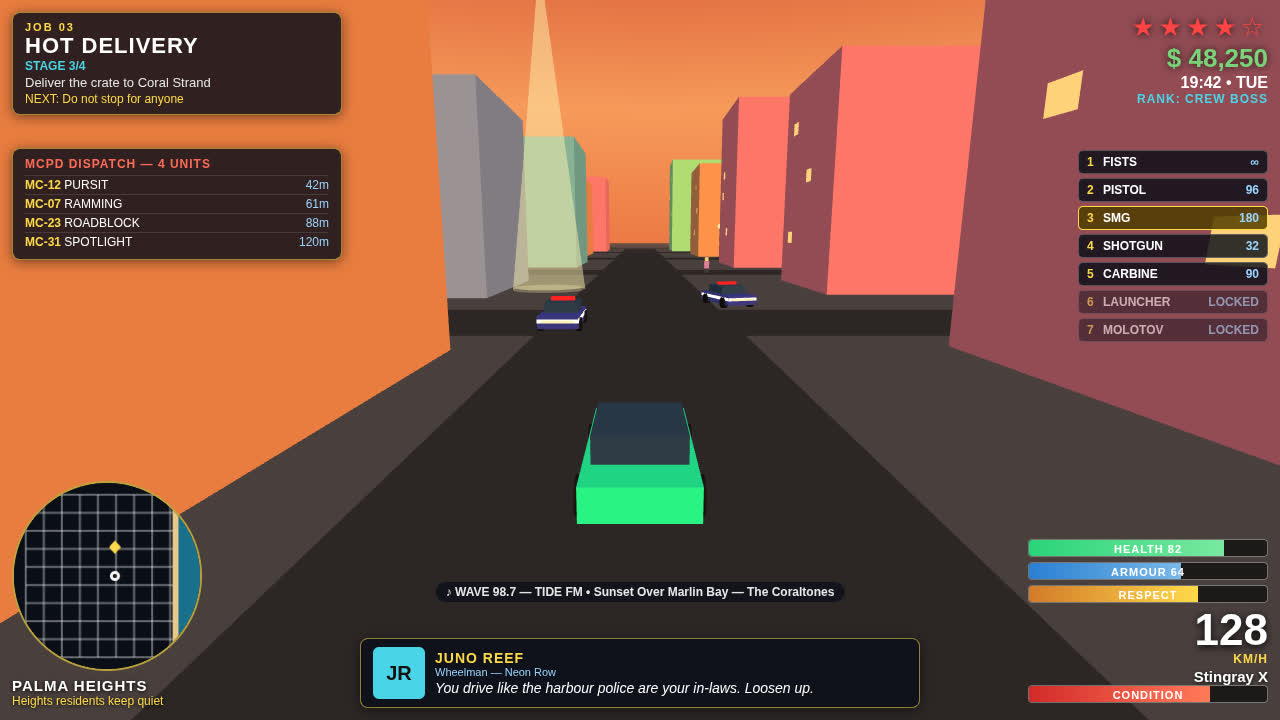 JOB 03
HOT DELIVERY
STAGE 3/4
Deliver the crate to Coral Strand
NEXT: Do not stop for anyone
MCPD DISPATCH — 4 UNITS
MC-12 PURSIT 42m
MC-07 RAMMING 61m
MC-23 ROADBLOCK 88m
MC-31 SPOTLIGHT 120m
★★★★☆
$ 48,250
19:42 • TUE
RANK: CREW BOSS
1 FISTS ∞
2 PISTOL 96
3 SMG 180
4 SHOTGUN 32
5 CARBINE 90
6 LAUNCHER LOCKED
7 MOLOTOV LOCKED
PALMA HEIGHTS
Heights residents keep quiet
♪ WAVE 98.7 — TIDE FM • Sunset Over Marlin Bay — The Coraltones
JR
JUNO REEF
Wheelman — Neon Row
You drive like the harbour police are your in-laws. Loosen up.
HEALTH 82
ARMOUR 64
RESPECT
128
KM/H
Stingray X
CONDITION